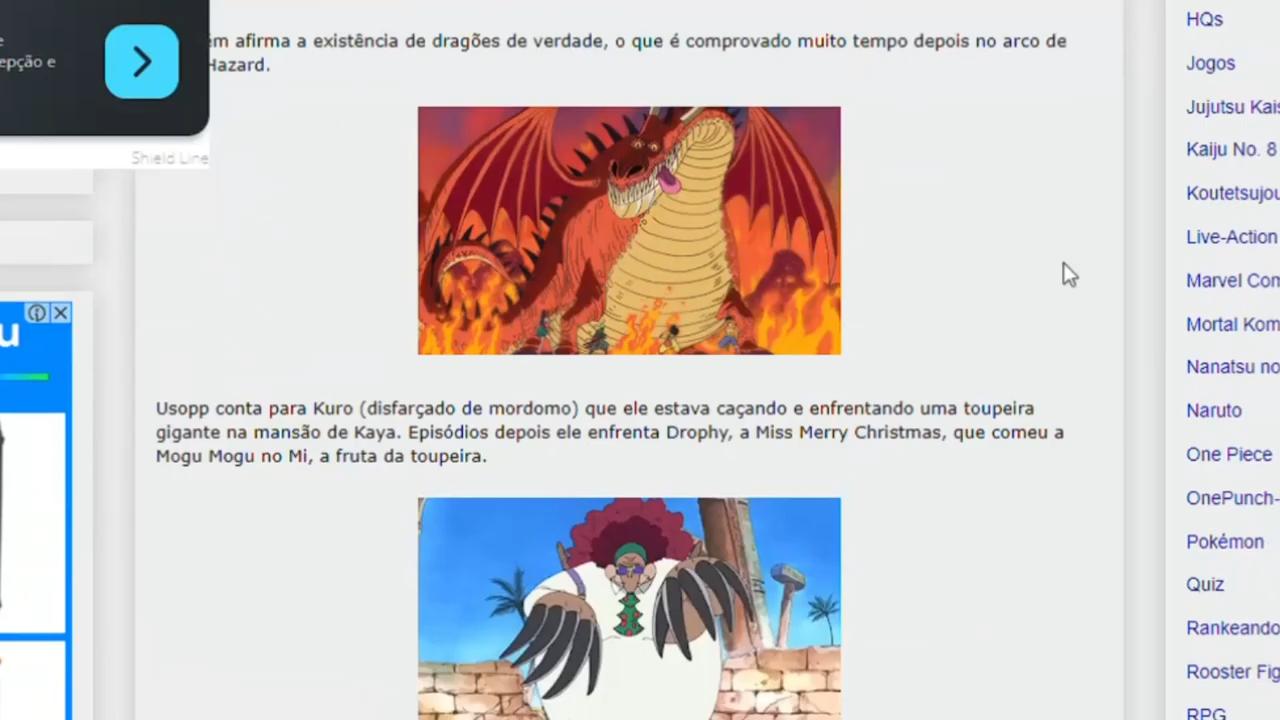 epção e
ém afirma a existência de dragões de verdade, o que é comprovado muito tempo depois no arco de
Hazard.
Shield Line
u
Usopp conta para Kuro (disfarçado de mordomo) que ele estava caçando e enfrentando uma toupeira
gigante na mansão de Kaya. Episódios depois ele enfrenta Drophy, a Miss Merry Christmas, que comeu a
Mogu Mogu no Mi, a fruta da toupeira.
HQs
Jogos
Jujutsu Kais
Kaiju No. 8
Koutetsujou
Live-Action
Marvel Com
Mortal Kom
Nanatsu no
Naruto
One Piece
OnePunch-
Pokémon
Quiz
Rankeando
Rooster Fig
RPG